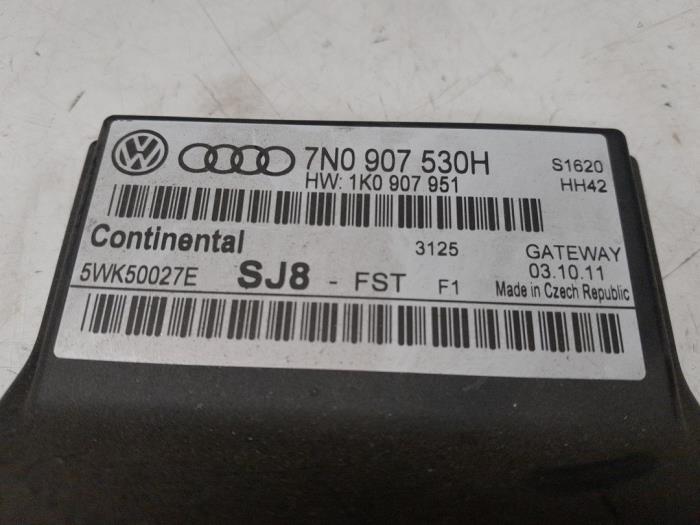 7N0 907 530H S1620
HW: 1K0 907 951 HH42
Continental 3125 GATEWAY
03.10.11
5WK50027E SJ8 - FST F1 Made in Czech Republic